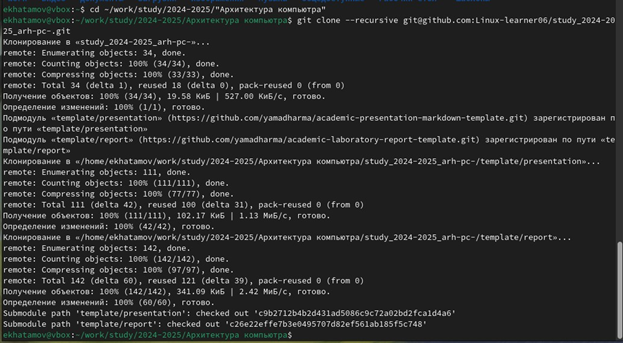 ekhatamov@vbox:~$ cd ~/work/study/2024-2025/"Архитектура компьютера"
ekhatamov@vbox:~/work/study/2024-2025/Архитектура компьютера$ git clone --recursive git@github.com:Linux-learner06/study_2024-20
25_arh-pc-.git
Клонирование в «study_2024-2025_arh-pc-»...
remote: Enumerating objects: 34, done.
remote: Counting objects: 100% (34/34), done.
remote: Compressing objects: 100% (33/33), done.
remote: Total 34 (delta 1), reused 18 (delta 0), pack-reused 0 (from 0)
Получение объектов: 100% (34/34), 19.58 КиБ | 527.00 КиБ/с, готово.
Определение изменений: 100% (1/1), готово.
Подмодуль «template/presentation» (https://github.com/yamadharma/academic-presentation-markdown-template.git) зарегистрирован п
о пути «template/presentation»
Подмодуль «template/report» (https://github.com/yamadharma/academic-laboratory-report-template.git) зарегистрирован по пути «te
mplate/report»
Клонирование в «/home/ekhatamov/work/study/2024-2025/Архитектура компьютера/study_2024-2025_arh-pc-/template/presentation»...
remote: Enumerating objects: 111, done.
remote: Counting objects: 100% (111/111), done.
remote: Compressing objects: 100% (77/77), done.
remote: Total 111 (delta 42), reused 100 (delta 31), pack-reused 0 (from 0)
Получение объектов: 100% (111/111), 102.17 КиБ | 1.13 МиБ/с, готово.
Определение изменений: 100% (42/42), готово.
Клонирование в «/home/ekhatamov/work/study/2024-2025/Архитектура компьютера/study_2024-2025_arh-pc-/template/report»...
remote: Enumerating objects: 142, done.
remote: Counting objects: 100% (142/142), done.
remote: Compressing objects: 100% (97/97), done.
remote: Total 142 (delta 60), reused 121 (delta 39), pack-reused 0 (from 0)
Получение объектов: 100% (142/142), 341.09 КиБ | 2.42 МиБ/с, готово.
Определение изменений: 100% (60/60), готово.
Submodule path 'template/presentation': checked out 'c9b2712b4b2d431ad5086c9c72a02bd2fca1d4a6'
Submodule path 'template/report': checked out 'c26e22effe7b3e0495707d82ef561ab185f5c748'
ekhatamov@vbox:~/work/study/2024-2025/Архитектура компьютера$